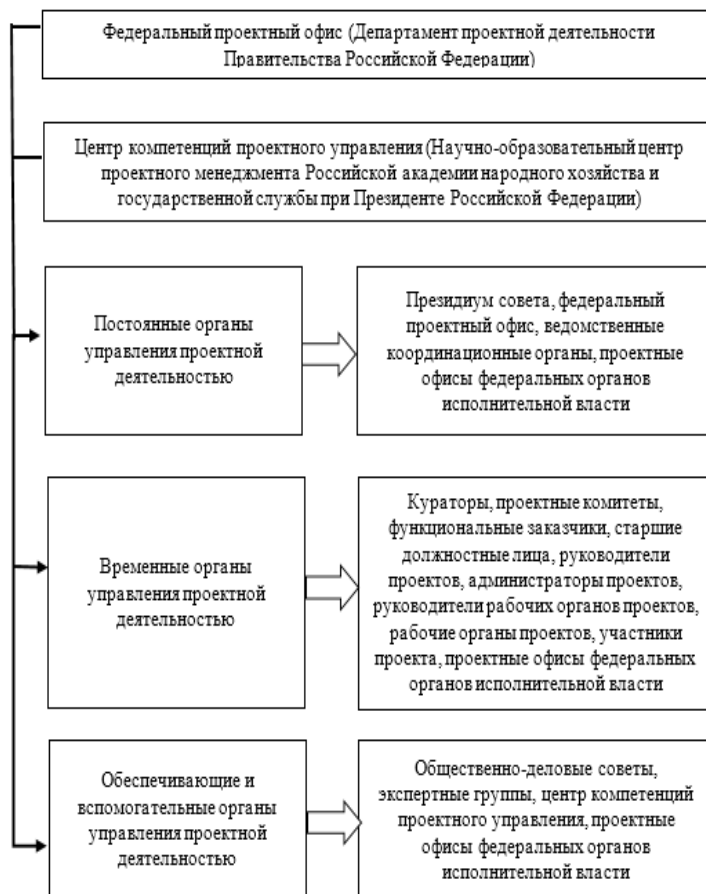 Федеральный проектный офис (Департамент проектной деятельности
Правительства Российской Федерации)
Центр компетенций проектного управления (Научно-образовательный центр
проектного менеджмента Российской академии народного хозяйства и
государственной службы при Президенте Российской Федерации)
Постоянные органы
управления проектной
деятельностью
Президиум совета, федеральный
проектный офис, ведомственные
координационные органы, проектные
офисы федеральных органов
исполнительной власти
Временные органы
управления проектной
деятельностью
Кураторы, проектные комитеты,
функциональные заказчики, старшие
должностные лица, руководители
проектов, администраторы проектов,
руководители рабочих органов проектов,
рабочие органы проектов, участники
проекта, проектные офисы федеральных
органов исполнительной власти
Обеспечивающие и
вспомогательные органы
управления проектной
деятельностью
Общественно-деловые советы,
экспертные группы, центр компетенций
проектного управления, проектные
офисы федеральных органов
исполнительной власти